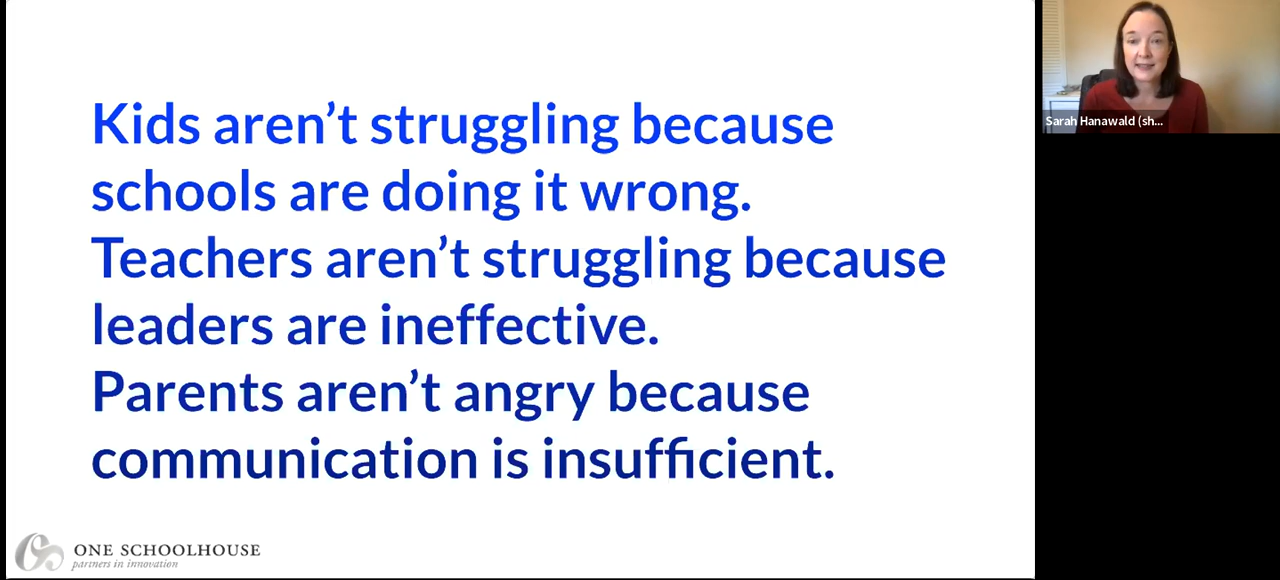 Kids aren’t struggling because
schools are doing it wrong.
Teachers aren’t struggling because
leaders are ineffective.
Parents aren’t angry because
communication is insufficient.
ONE SCHOOLHOUSE
partners in innovation
Sarah Hanawald (sh...